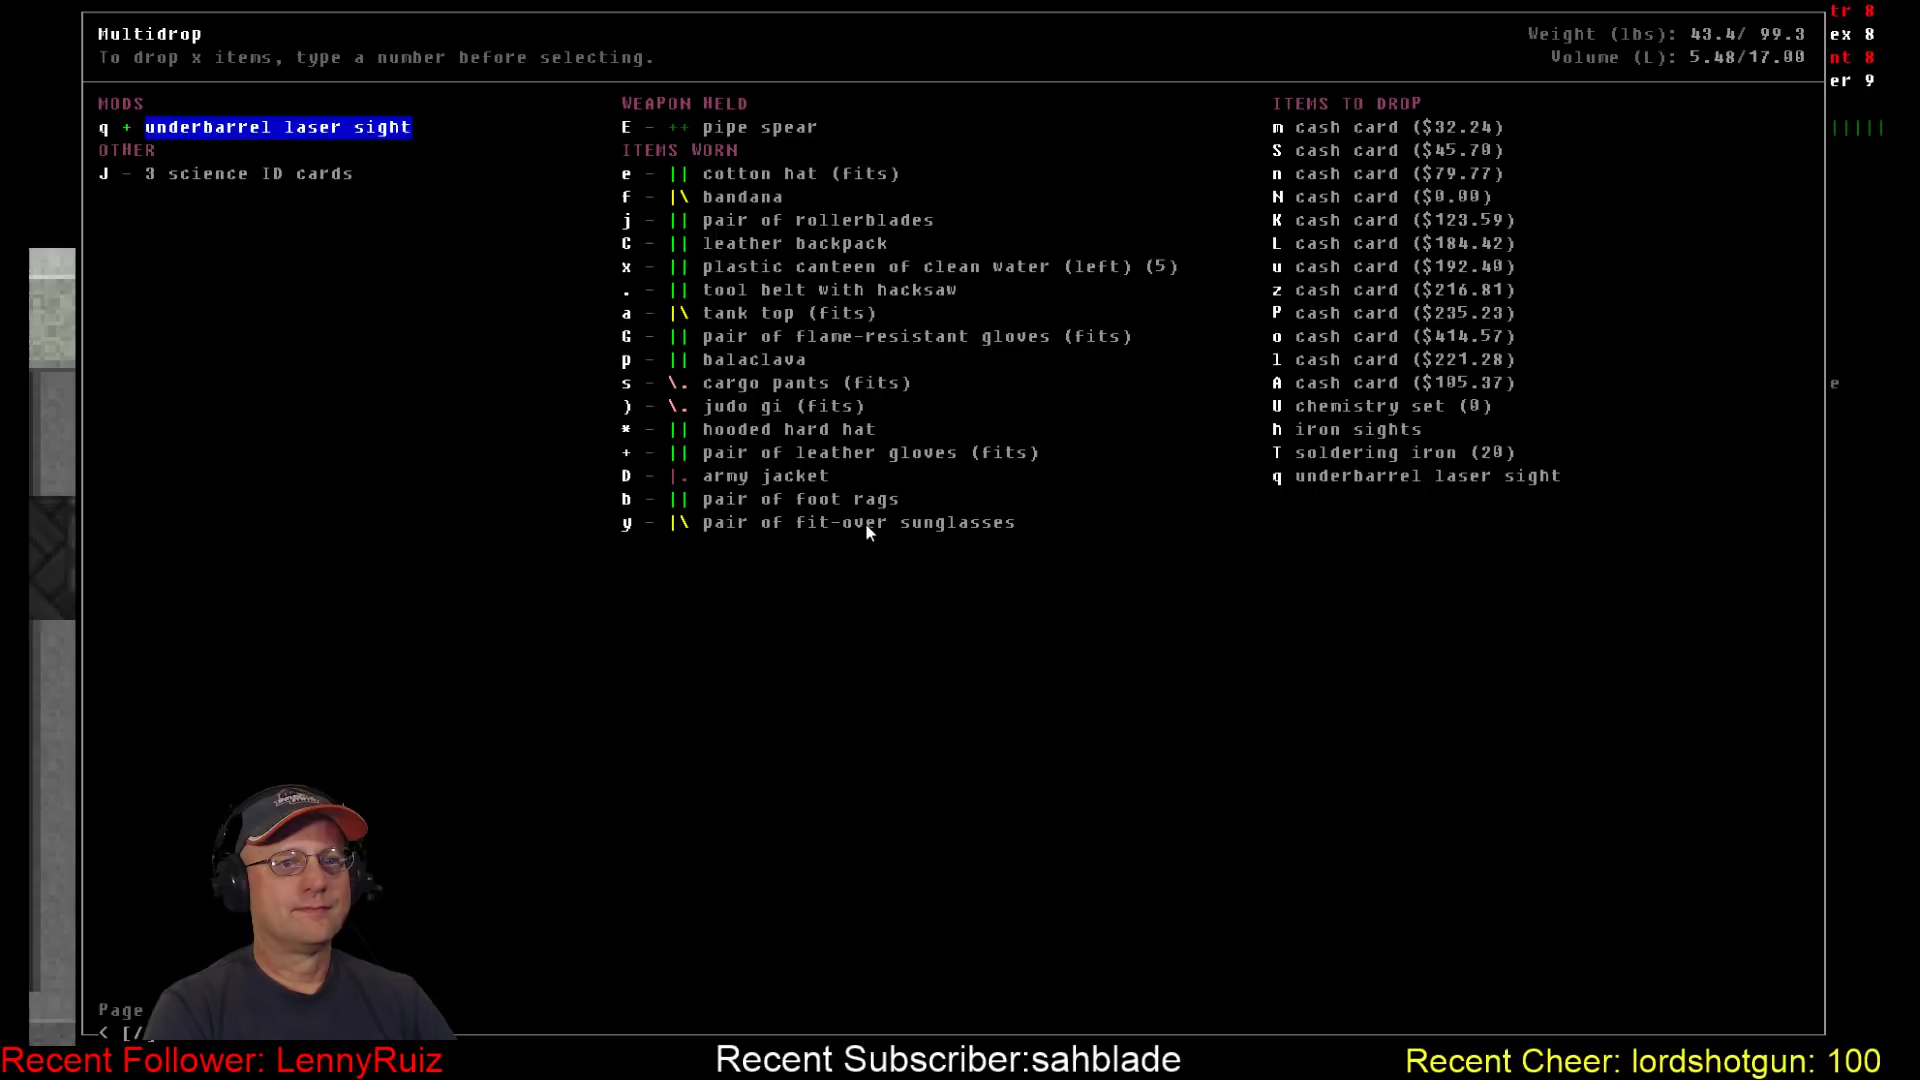 Multidrop
To drop x items, type a number before selecting.
Weight (lbs): 43.4/ 99.3
Volume (L): 5.48/17.00
tr 8
ex 8
nt 8
er 9
|||||
e
MODS
q + underbarrel laser sight
OTHER
J - 3 science ID cards
WEAPON HELD
E - ++ pipe spear
ITEMS WORN
e - || cotton hat (fits)
f - |\ bandana
j - || pair of rollerblades
C - || leather backpack
x - || plastic canteen of clean water (left) (5)
. - || tool belt with hacksaw
a - |\ tank top (fits)
G - || pair of flame-resistant gloves (fits)
p - || balaclava
s - \. cargo pants (fits)
) - \. judo gi (fits)
* - || hooded hard hat
+ - || pair of leather gloves (fits)
D - |. army jacket
b - || pair of foot rags
y - |\ pair of fit-over sunglasses
ITEMS TO DROP
m cash card ($32.24)
S cash card ($45.70)
n cash card ($79.77)
N cash card ($0.00)
K cash card ($123.59)
L cash card ($184.42)
u cash card ($192.40)
z cash card ($216.81)
P cash card ($235.23)
o cash card ($414.57)
l cash card ($221.28)
A cash card ($105.37)
U chemistry set (0)
h iron sights
T soldering iron (20)
q underbarrel laser sight
Page
< [/
Recent Follower: LennyRuiz
Recent Subscriber:sahblade
Recent Cheer: lordshotgun: 100